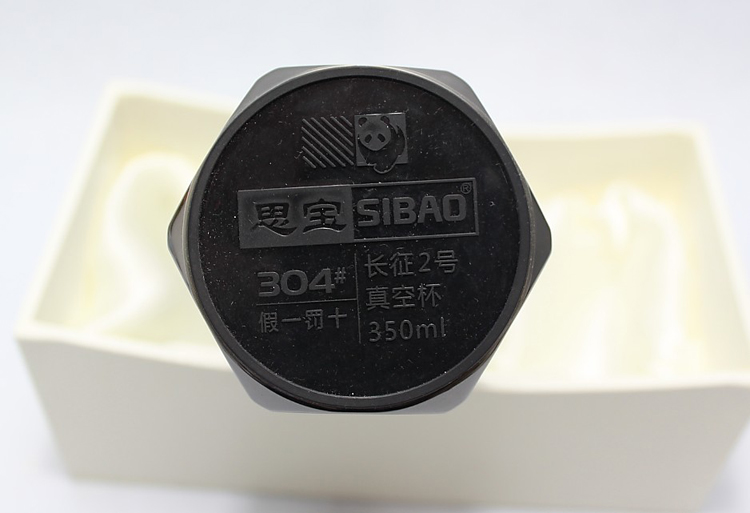 思宝 SIBAO®
304#
假一罚十
长征2号
真空杯
350ml